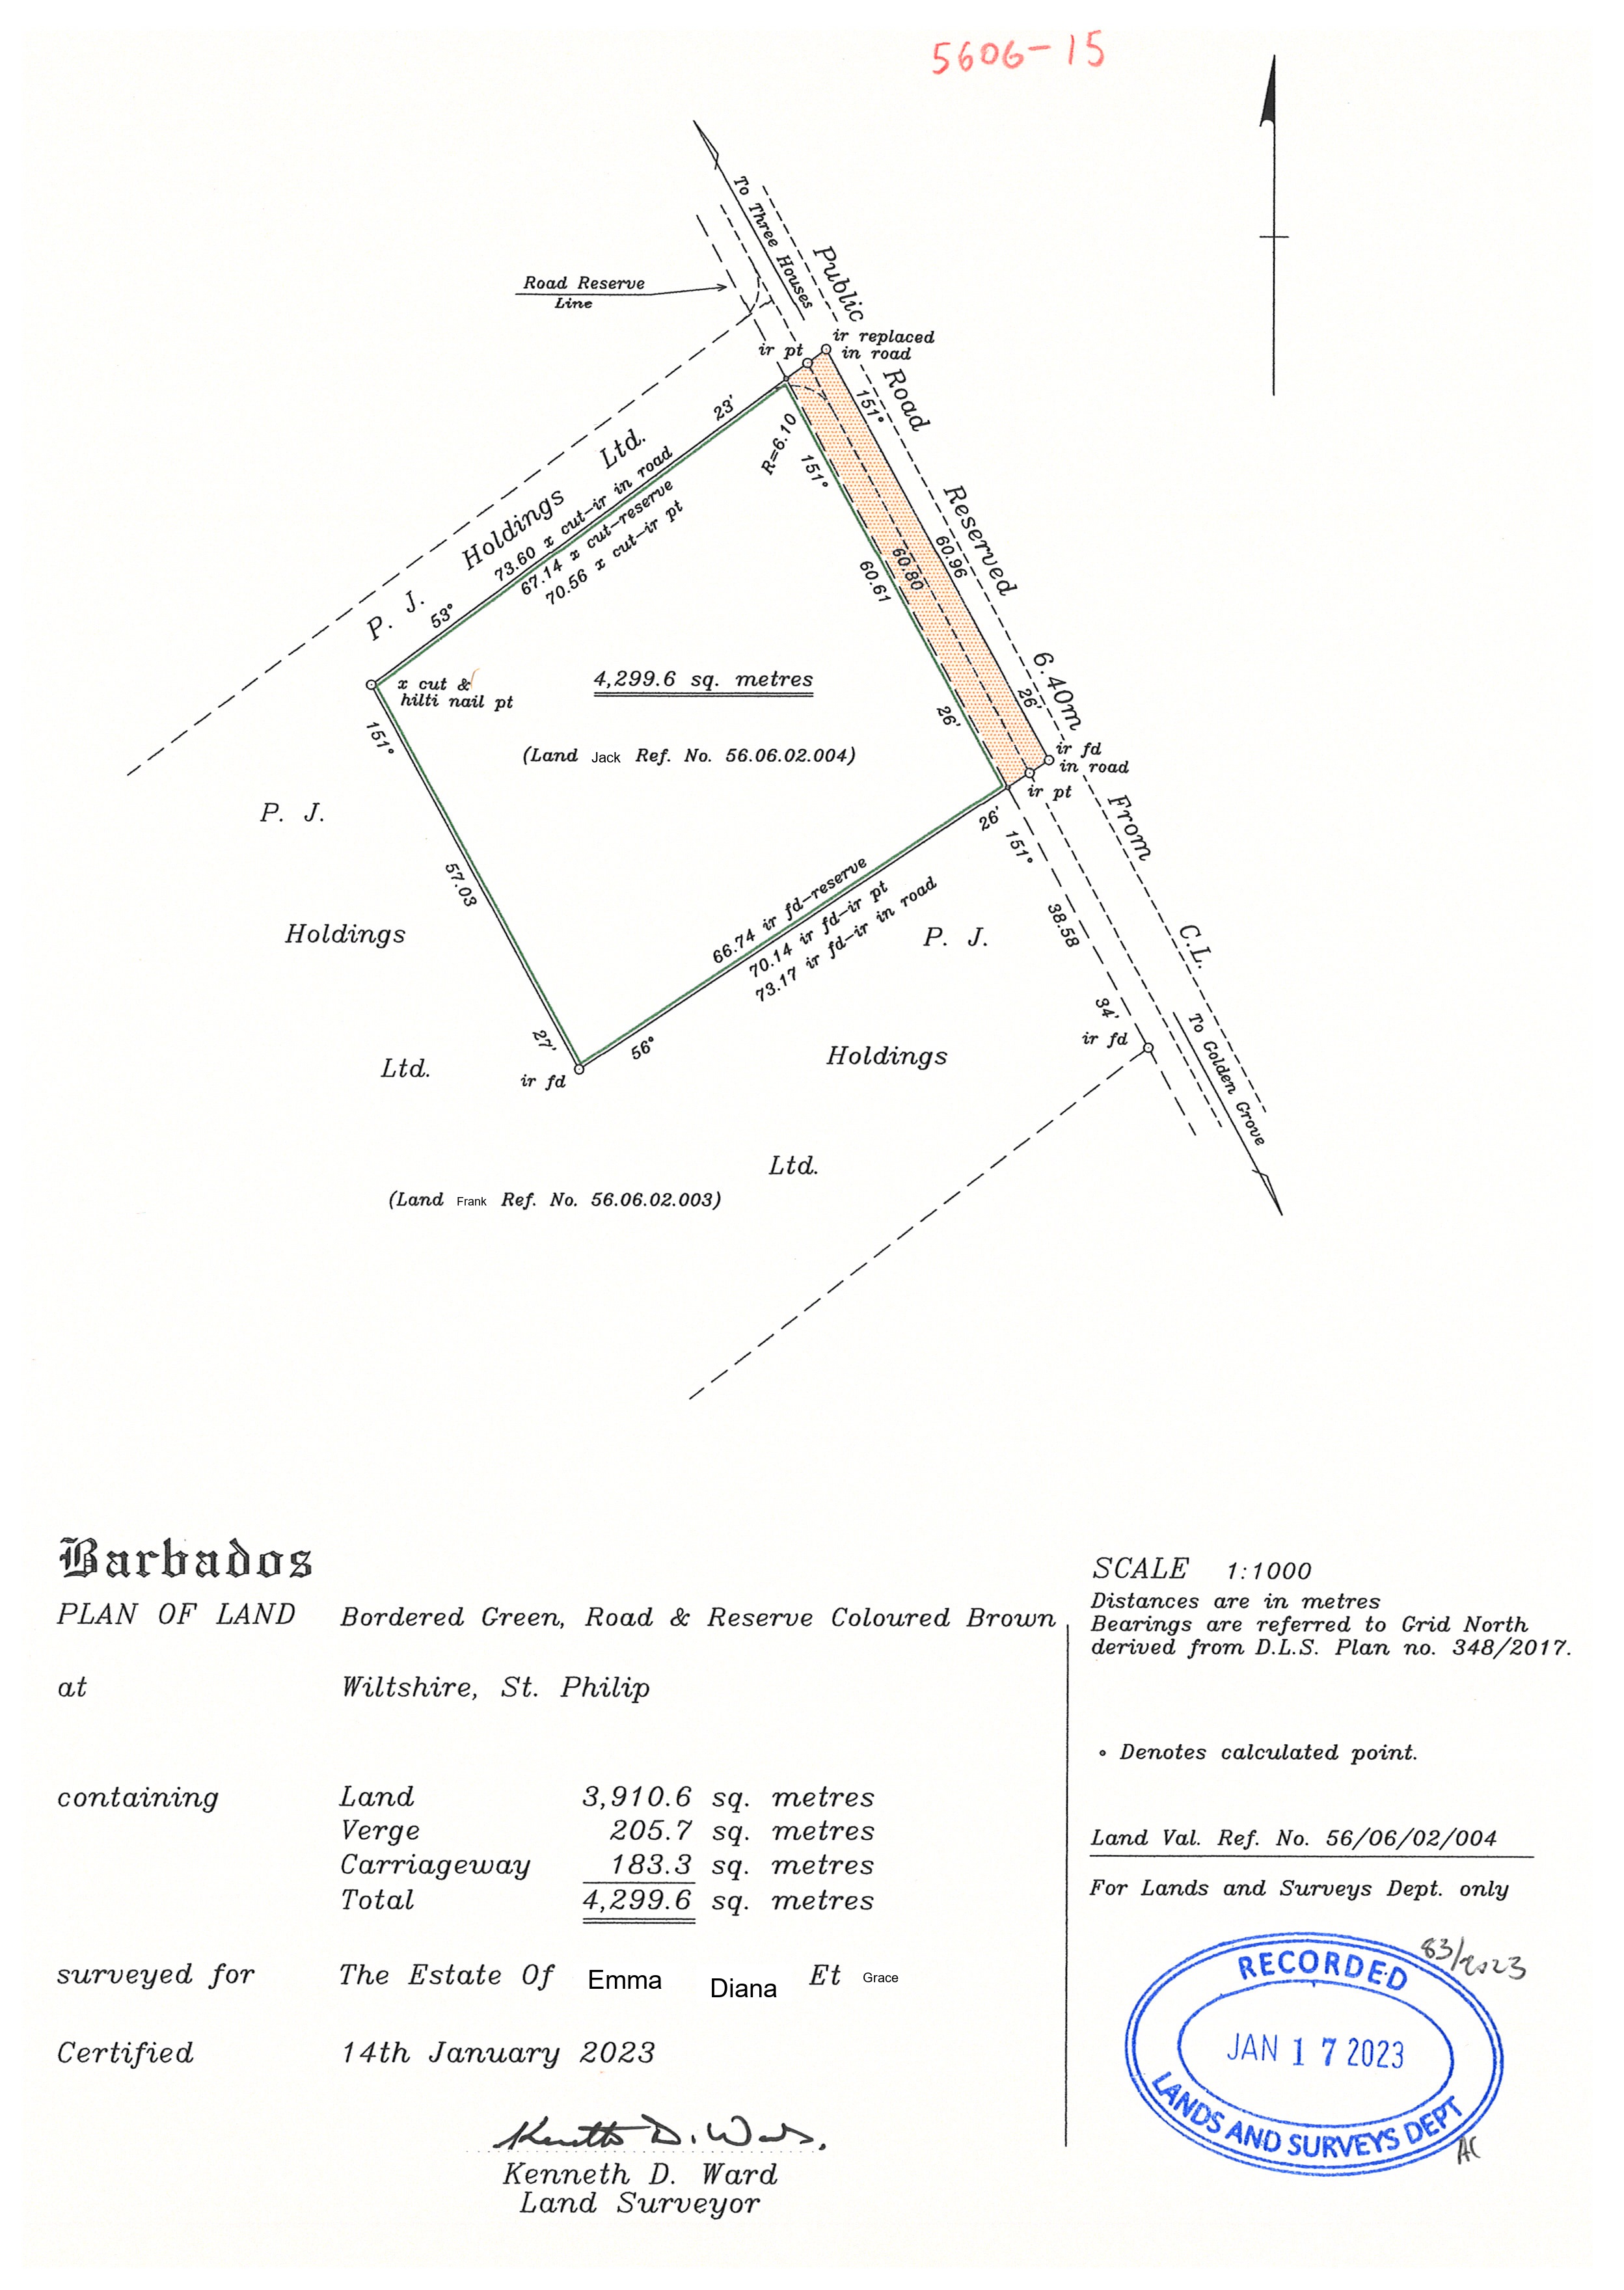 5606-15
To Three Houses
Public Road Reserved 6.40m From C.L.
Road Reserve
Line
ir replaced
in road
ir pt
151°
23'
R=6.10
151°
P. J. Holdings Ltd.
73.60 x cut-ir in road
67.14 x cut-reserve
70.56 x cut-ir pt
53°
60.96
60.80
60.61
x cut &
hilti nail pt
4,299.6 sq. metres
26'
26'
151°
(Land Jack Ref. No. 56.06.02.004)
ir fd
in road
ir pt
P. J.
Holdings
Ltd.
26'
151°
57.03
66.74 ir fd-reserve
70.14 ir fd-ir pt
73.17 ir fd-ir in road
38.58
P. J.
Holdings
Ltd.
34'
ir fd
To Golden Grove
27'
56°
ir fd
(Land Frank Ref. No. 56.06.02.003)
Barbados
PLAN OF LAND Bordered Green, Road & Reserve Coloured Brown
at Wiltshire, St. Philip
containing Land 3,910.6 sq. metres
Verge 205.7 sq. metres
Carriageway 183.3 sq. metres
Total 4,299.6 sq. metres
surveyed for The Estate Of Emma Diana Et Grace
Certified 14th January 2023
Kenneth D. Ward
Kenneth D. Ward
Land Surveyor
SCALE 1:1000
Distances are in metres
Bearings are referred to Grid North
derived from D.L.S. Plan no. 348/2017.
∘ Denotes calculated point.
Land Val. Ref. No. 56/06/02/004
For Lands and Surveys Dept. only
83/2023
RECORDED
JAN 17 2023
LANDS AND SURVEYS DEPT
AC